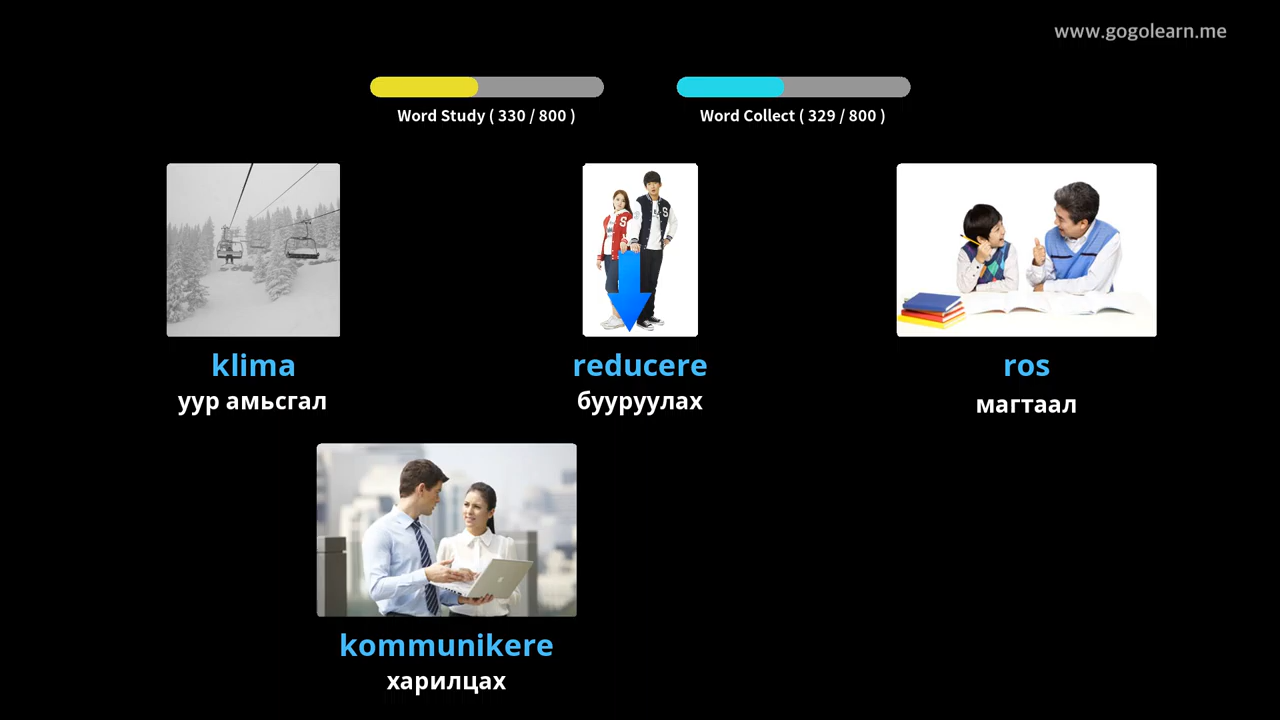 www.gogolearn.me
Word Study ( 330 / 800 )
Word Collect ( 329 / 800 )
klima
уур амьсгал
reducere
бууруулах
ros
магтаал
kommunikere
харилцах